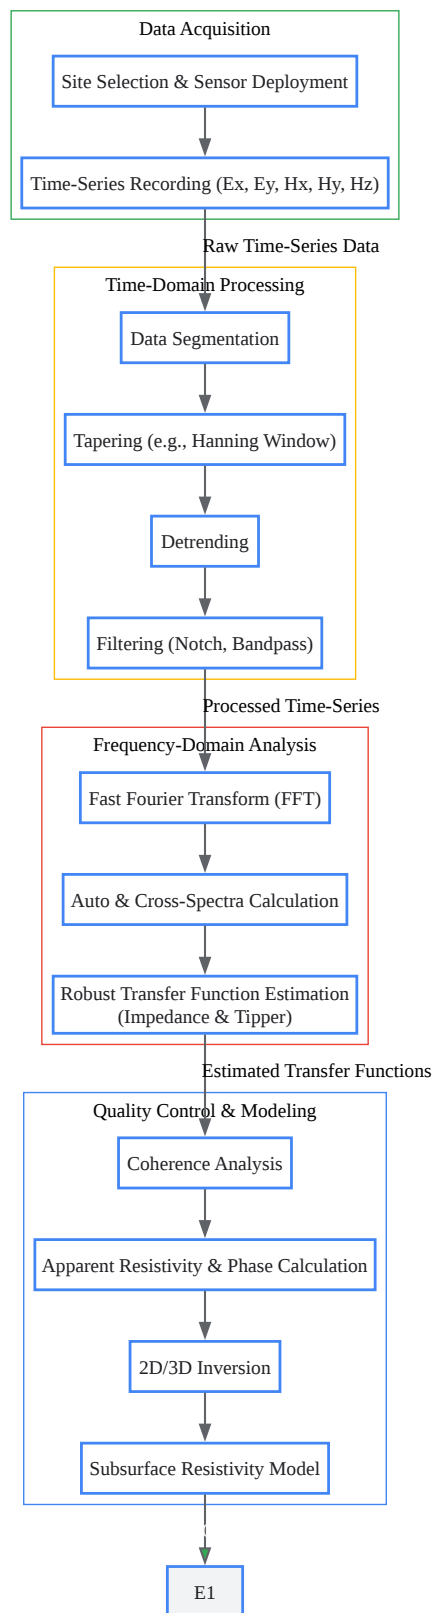 Data Acquisition
Site Selection & Sensor Deployment
Time-Series Recording (Ex, Ey, Hx, Hy, Hz)
Raw Time-Series Data
Time-Domain Processing
Data Segmentation
Tapering (e.g., Hanning Window)
Detrending
Filtering (Notch, Bandpass)
Processed Time-Series
Frequency-Domain Analysis
Fast Fourier Transform (FFT)
Auto & Cross-Spectra Calculation
Robust Transfer Function Estimation
(Impedance & Tipper)
Estimated Transfer Functions
Quality Control & Modeling
Coherence Analysis
Apparent Resistivity & Phase Calculation
2D/3D Inversion
Subsurface Resistivity Model
E1